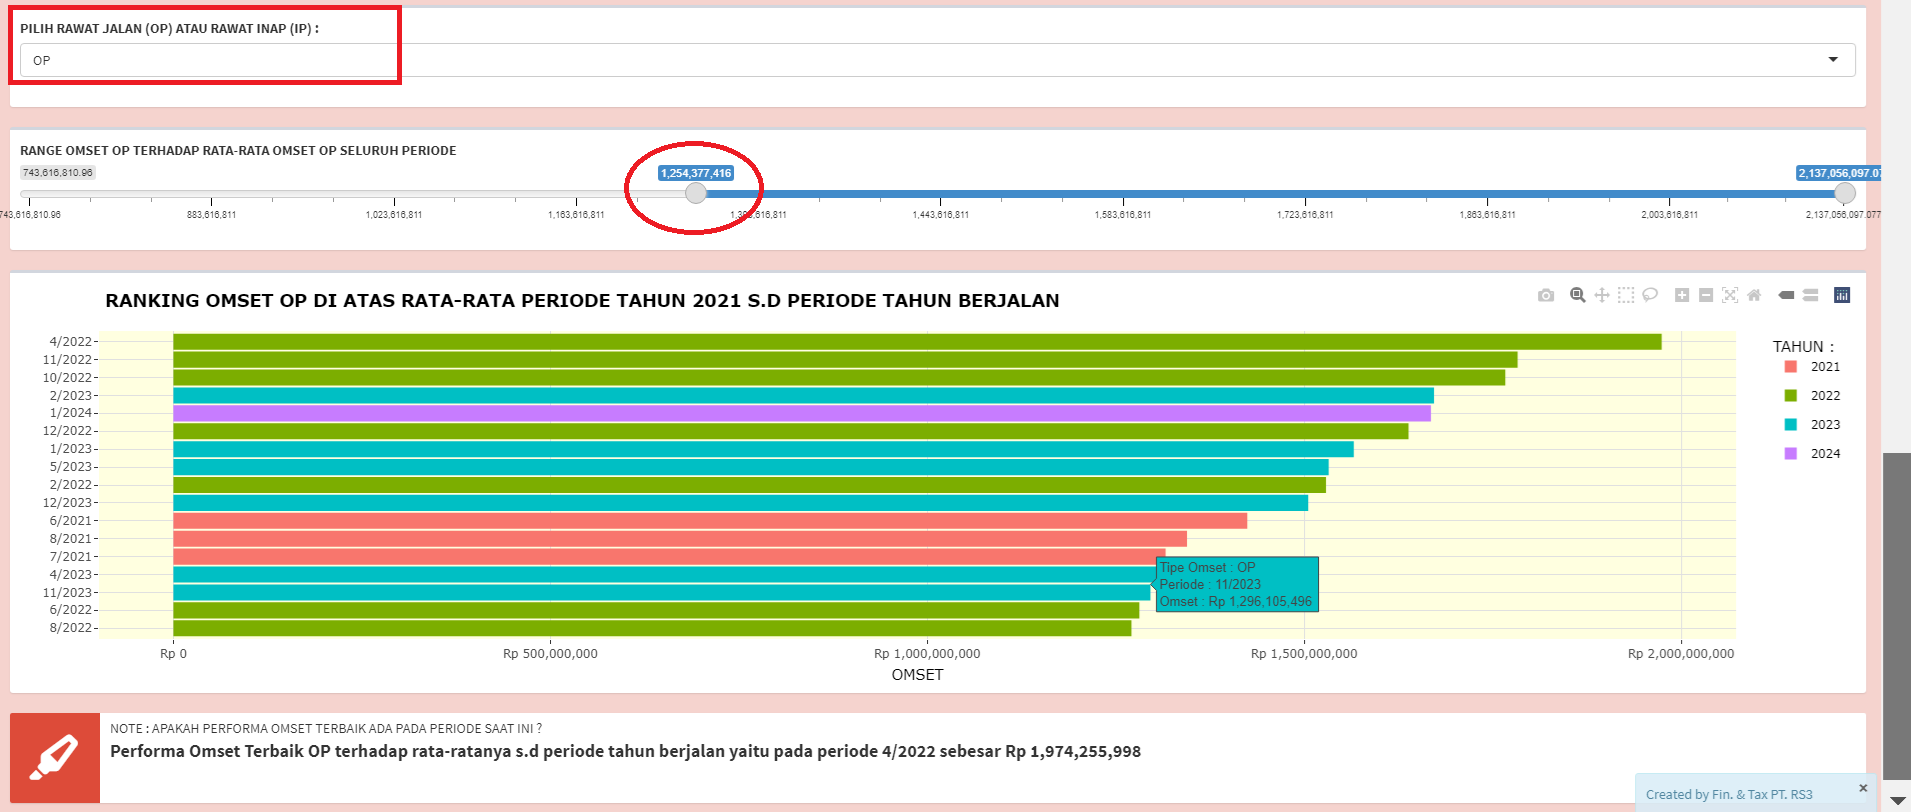 PILIH RAWAT JALAN (OP) ATAU RAWAT INAP (IP) :
OP
RANGE OMSET OP TERHADAP RATA-RATA OMSET OP SELURUH PERIODE
743,616,810.96
1,254,377,416
2,137,056,097.07
743,616,810.96 883,616,811 1,023,616,811 1,163,616,811 1,303,616,811 1,443,616,811 1,583,616,811 1,723,616,811 1,863,616,811 2,003,616,811 2,137,056,097.077
RANKING OMSET OP DI ATAS RATA-RATA PERIODE TAHUN 2021 S.D PERIODE TAHUN BERJALAN
4/2022
11/2022
10/2022
2/2023
1/2024
12/2022
1/2023
5/2023
2/2022
12/2023
6/2021
8/2021
7/2021
4/2023
11/2023
6/2022
8/2022
TAHUN :
2021
2022
2023
2024
Tipe Omset : OP
Periode : 11/2023
Omset : Rp 1,296,105,496
Rp 0 Rp 500,000,000 Rp 1,000,000,000 Rp 1,500,000,000 Rp 2,000,000,000
OMSET
NOTE : APAKAH PERFORMA OMSET TERBAIK ADA PADA PERIODE SAAT INI ?
Performa Omset Terbaik OP terhadap rata-ratanya s.d periode tahun berjalan yaitu pada periode 4/2022 sebesar Rp 1,974,255,998
Created by Fin. & Tax PT. RS3
×